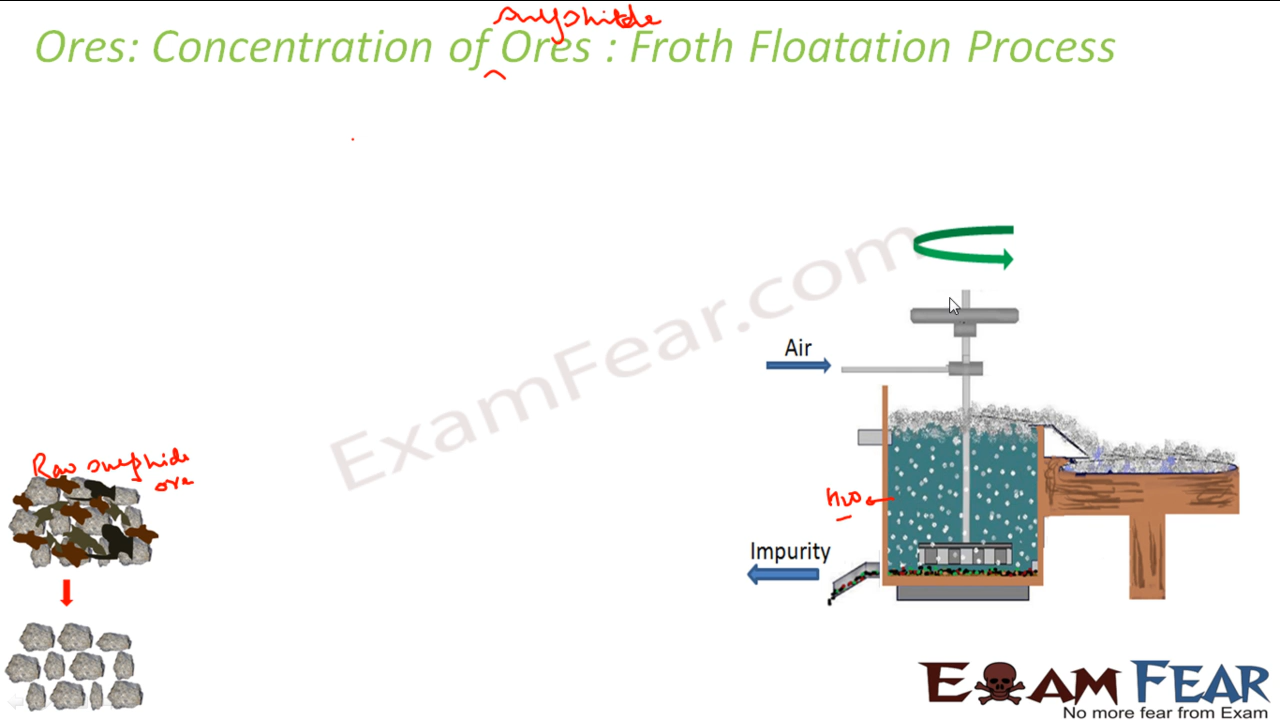 sulphide
Ores: Concentration of Ores : Froth Floatation Process
ExamFear.com
Air
Raw sulphide
ore
H2O
Impurity
EXAM FEAR
No more fear from Exam